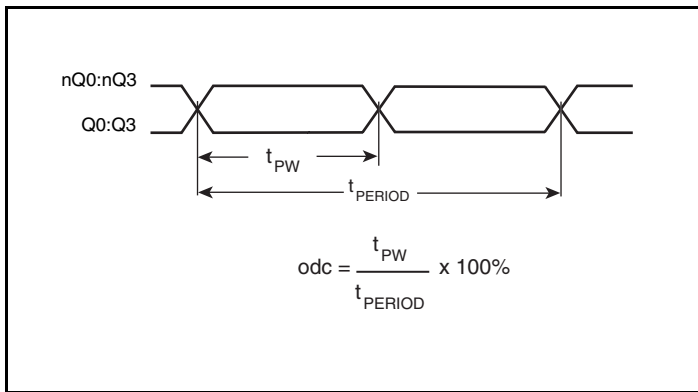 nQ0:nQ3
Q0:Q3
tPW
tPERIOD
odc = tPW / tPERIOD x 100%